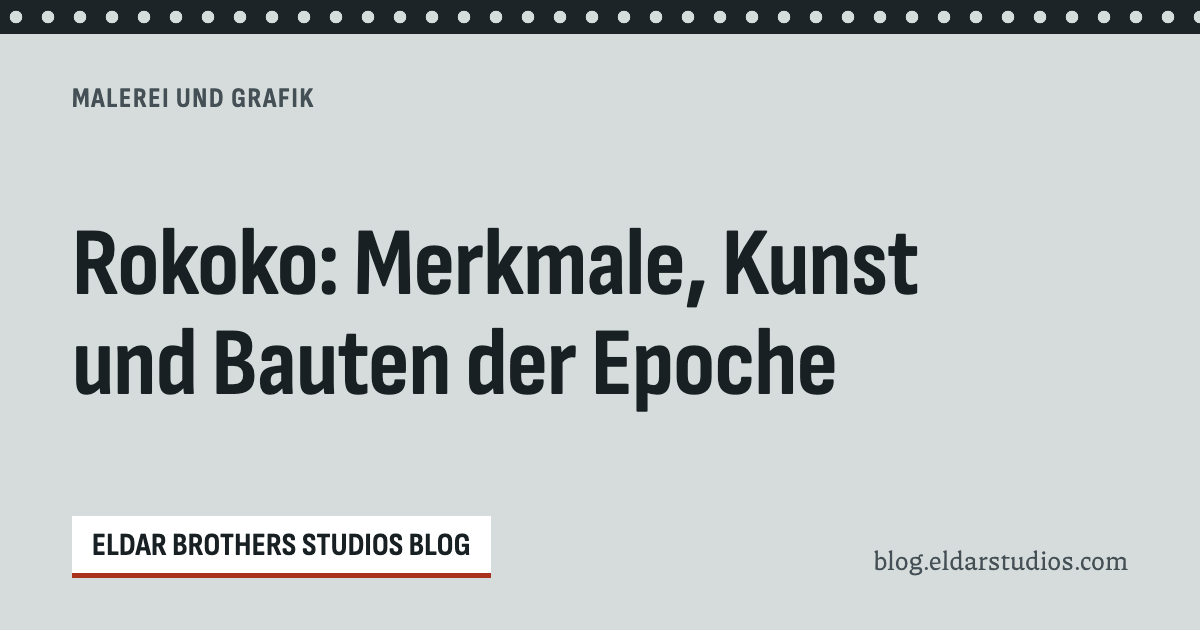 MALEREI UND GRAFIK
Rokoko: Merkmale, Kunst
und Bauten der Epoche
ELDAR BROTHERS STUDIOS BLOG
blog.eldarstudios.com